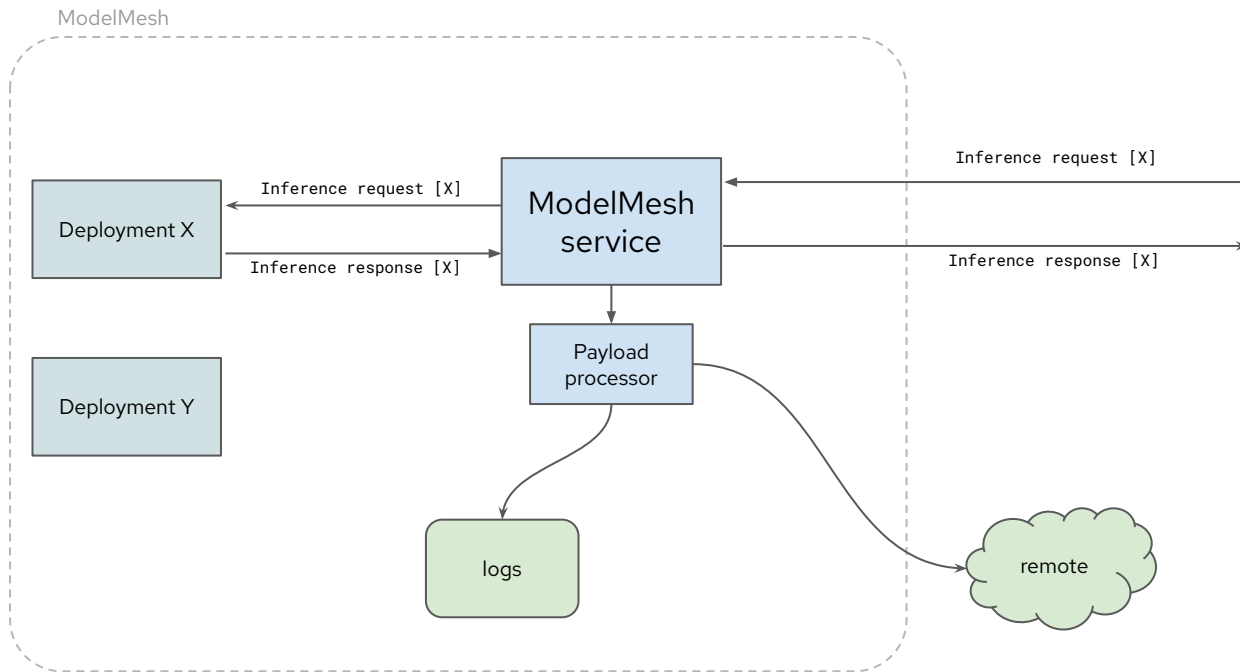 ModelMesh
Inference request [X]
Inference request [X]
ModelMesh
service
Deployment X
Inference response [X]
Inference response [X]
Payload
processor
Deployment Y
logs
remote